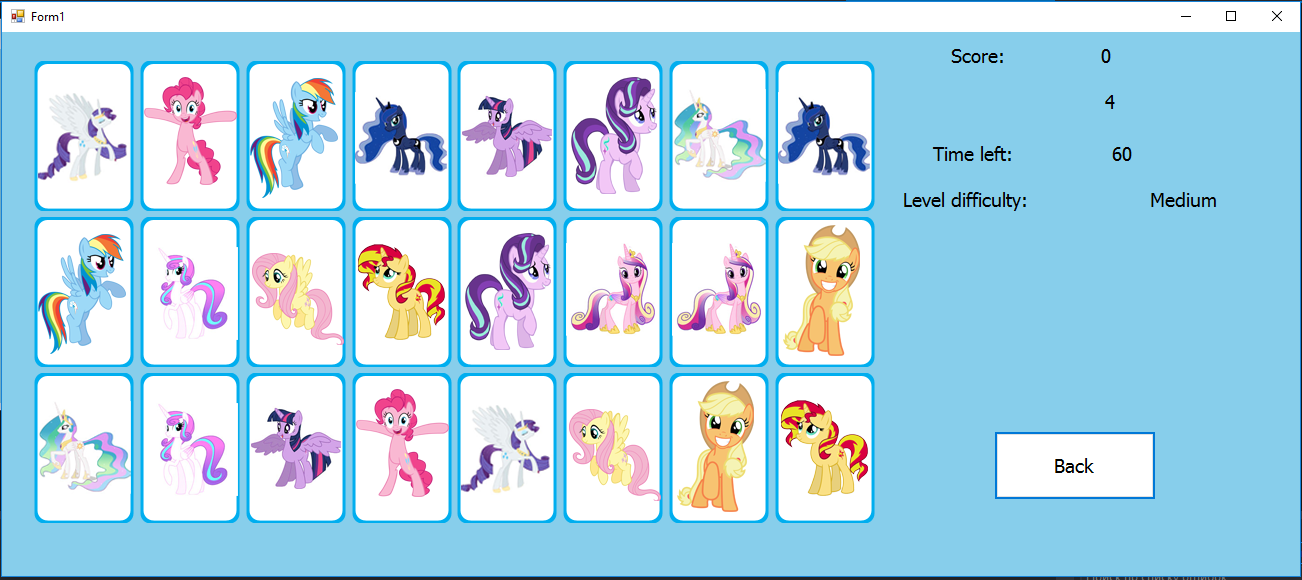 Form1
Score: 0
4
Time left: 60
Level difficulty: Medium
Back